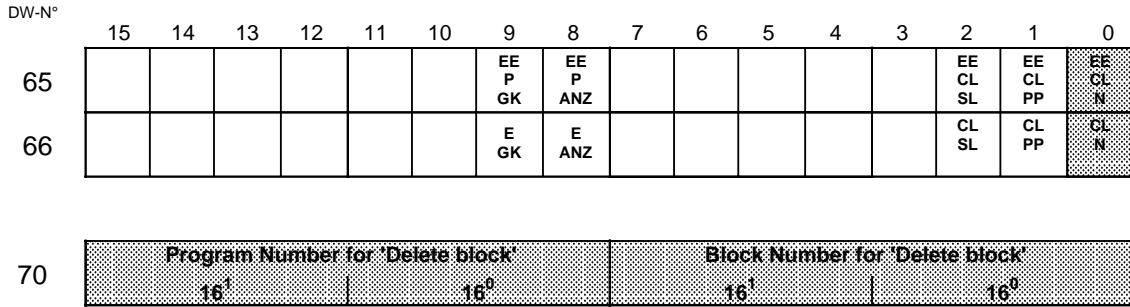 DW-N°
15 14 13 12 11 10 9 8 7 6 5 4 3 2 1 0
65
EE P GK
EE P ANZ
EE CL SL
EE CL PP
EE CL N
66
E GK
E ANZ
CL SL
CL PP
CL N
70
Program Number for 'Delete block' Block Number for 'Delete block'
16¹ 16⁰ 16¹ 16⁰